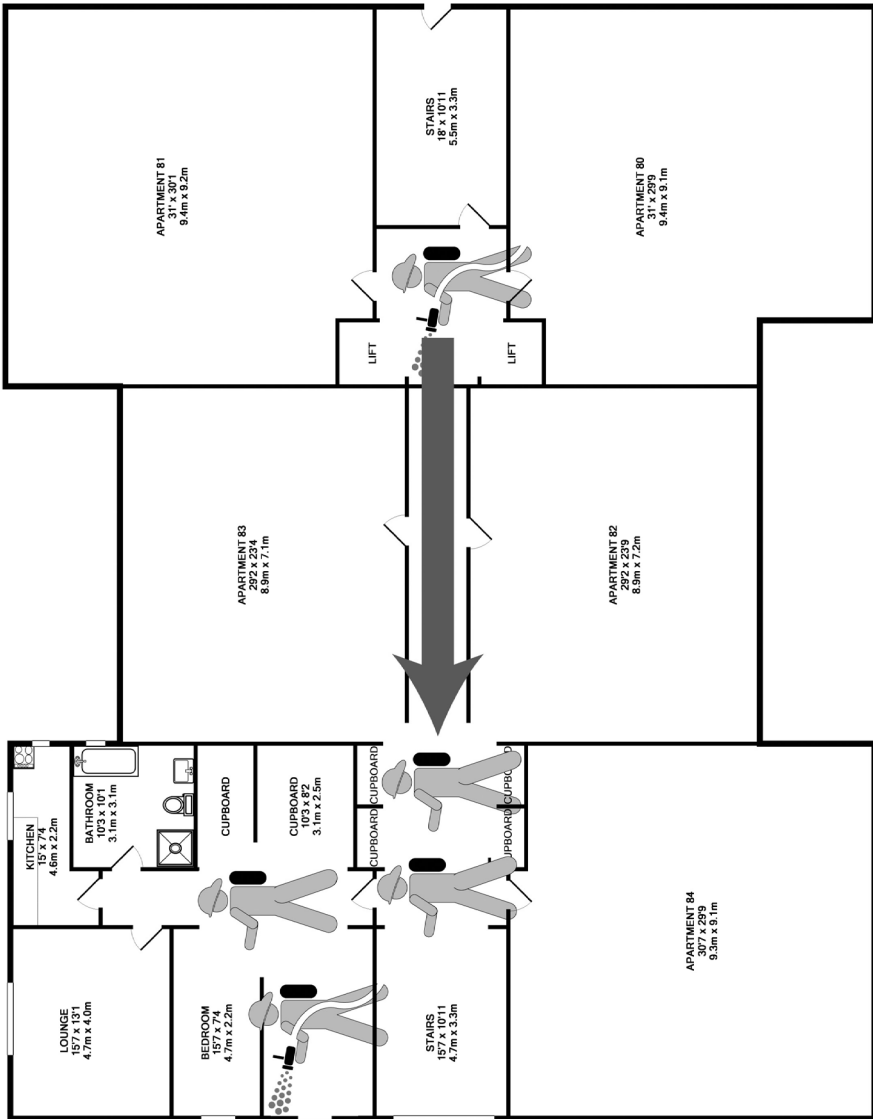 APARTMENT 81
31' x 30'1
9.4m x 9.2m
STAIRS
18' x 10'11
5.5m x 3.3m
APARTMENT 80
31' x 29'9
9.4m x 9.1m
LIFT
LIFT
APARTMENT 83
29'2 x 23'4
8.9m x 7.1m
APARTMENT 82
29'2 x 23'9
8.9m x 7.2m
KITCHEN
15' x 7'4
4.6m x 2.2m
BATHROOM
10'3 x 10'1
3.1m x 3.1m
CUPBOARD
CUPBOARD
10'3 x 8'2
3.1m x 2.5m
CUPBOARD
CUPBOARD
CUPBOARD
CUPBOARD
LOUNGE
15'7 x 13'1
4.7m x 4.0m
BEDROOM
15'7 x 7'4
4.7m x 2.2m
STAIRS
15'7 x 10'11
4.7m x 3.3m
APARTMENT 84
30'7 x 29'9
9.3m x 9.1m